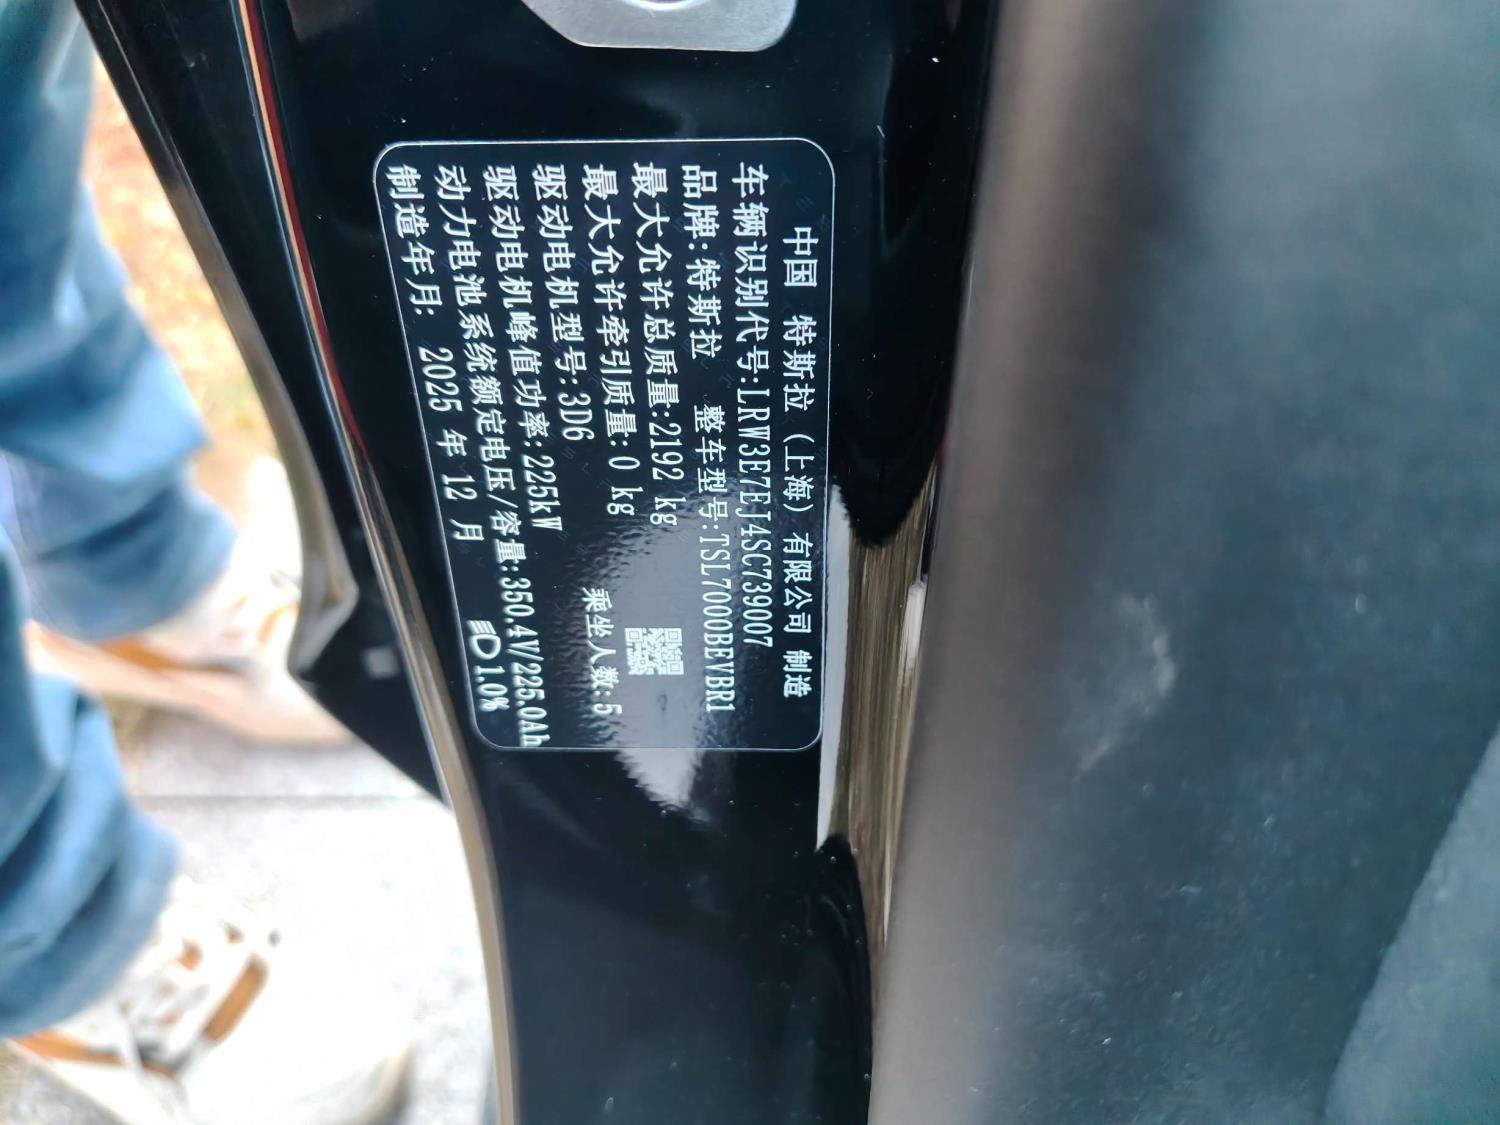 中国 特斯拉(上海)有限公司 制造
车辆识别代号:LRW3E7EJ4SC739007
品牌:特斯拉 整车型号:TSL7000BEVBR1
最大允许总质量:2192 kg
最大允许牵引质量:0 kg 乘坐人数:5
驱动电机型号:3D6
驱动电机峰值功率:225kW
动力电池系统额定电压/容量:350.4V/225.0Ah
制造年月: 2025 年 12 月 1.0%